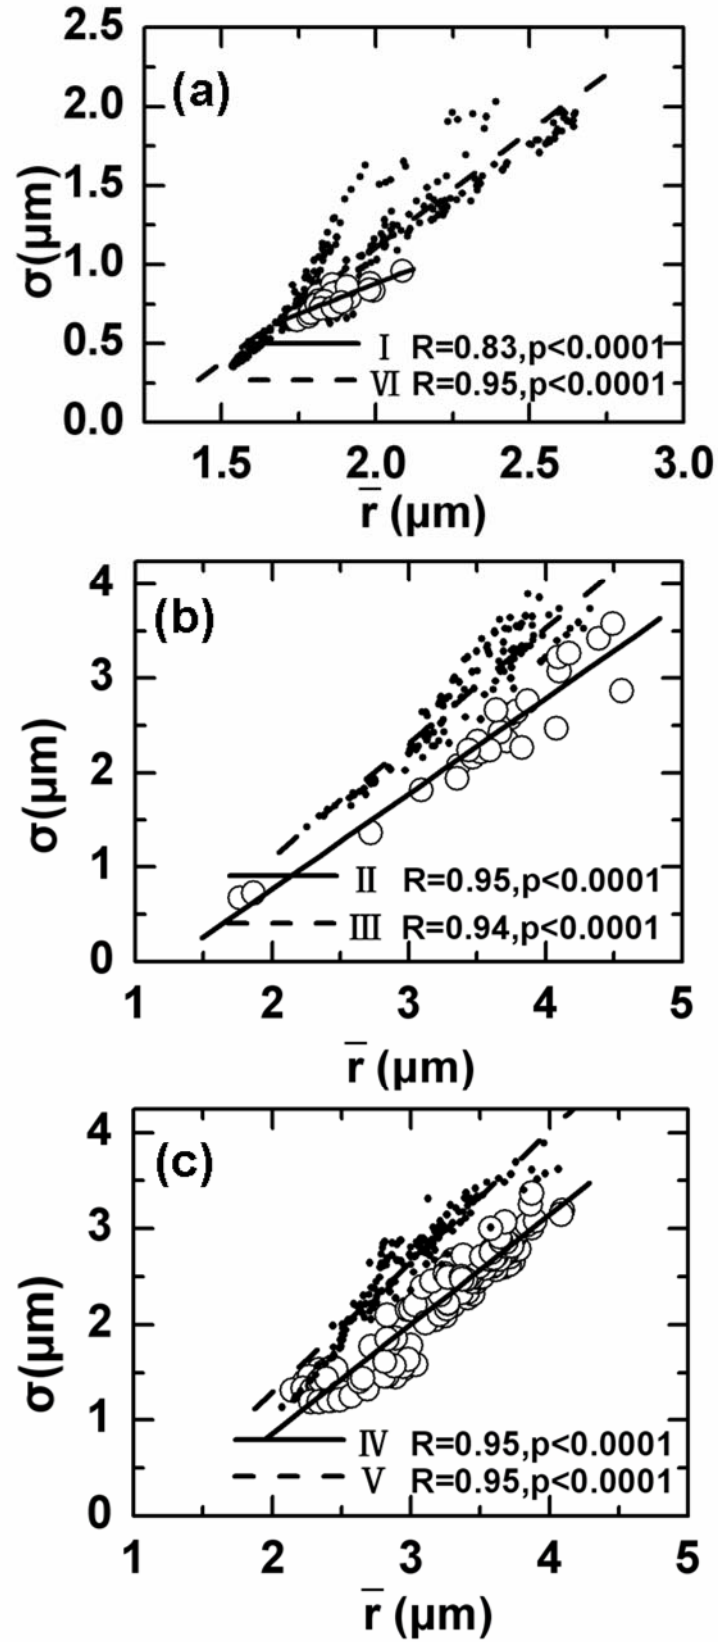 2.5
(a)
2.0
1.5
1.0
0.5
0.0
σ(μm)
I R=0.83,p<0.0001
VI R=0.95,p<0.0001
1.5 2.0 2.5 3.0
r̅ (μm)
4
(b)
3
2
1
0
σ(μm)
II R=0.95,p<0.0001
III R=0.94,p<0.0001
1 2 3 4 5
r̅ (μm)
4
(c)
3
2
1
0
σ(μm)
IV R=0.95,p<0.0001
V R=0.95,p<0.0001
1 2 3 4 5
r̅ (μm)